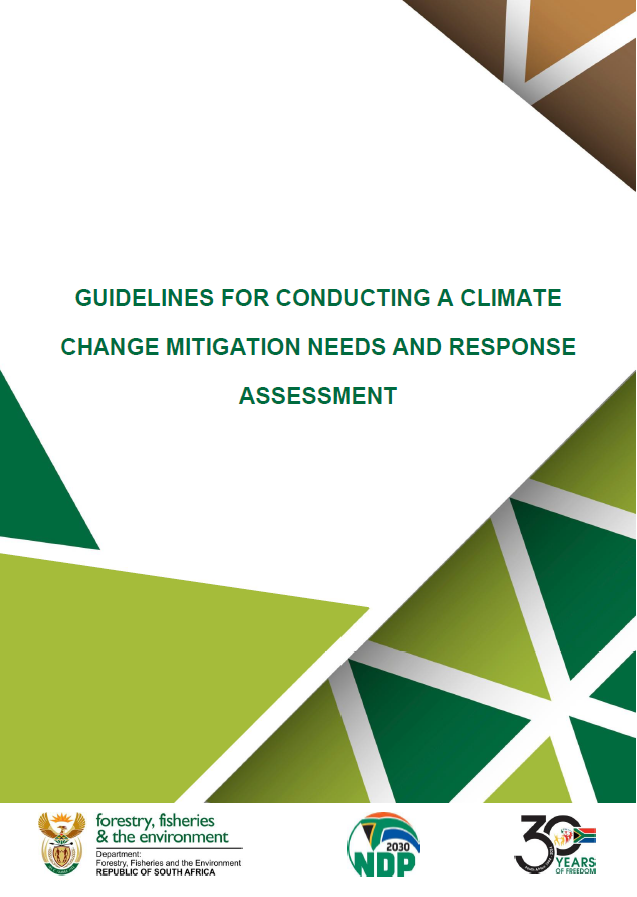 GUIDELINES FOR CONDUCTING A CLIMATE
CHANGE MITIGATION NEEDS AND RESPONSE
ASSESSMENT
forestry, fisheries
& the environment
Department:
Forestry, Fisheries and the Environment
REPUBLIC OF SOUTH AFRICA
2030
NDP
30
YEARS
OF FREEDOM